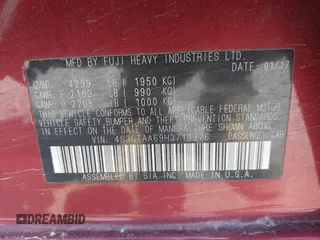 MFD BY FUJI HEAVY INDUSTRIES LTD. 01/17
GVWR: 4299 LB ( 1950 KG)
GAWR: F 2183 LB ( 990 KG)
GAWR: R 2205 LB ( 1000 KG)
THIS VEHICLE CONFORMS TO ALL APPLICABLE FEDERAL MOTOR
VEHICLE SAFETY, BUMPER AND THEFT PREVENTION STANDARDS
IN EFFECT ON THE DATE OF MANUFACTURE SHOWN ABOVE.
VIN: 4S3GTAA69H3710376 PASSENGER CAR
ASSEMBLED BY SIA, INC. MADE IN U.S.A.
DREAMBID